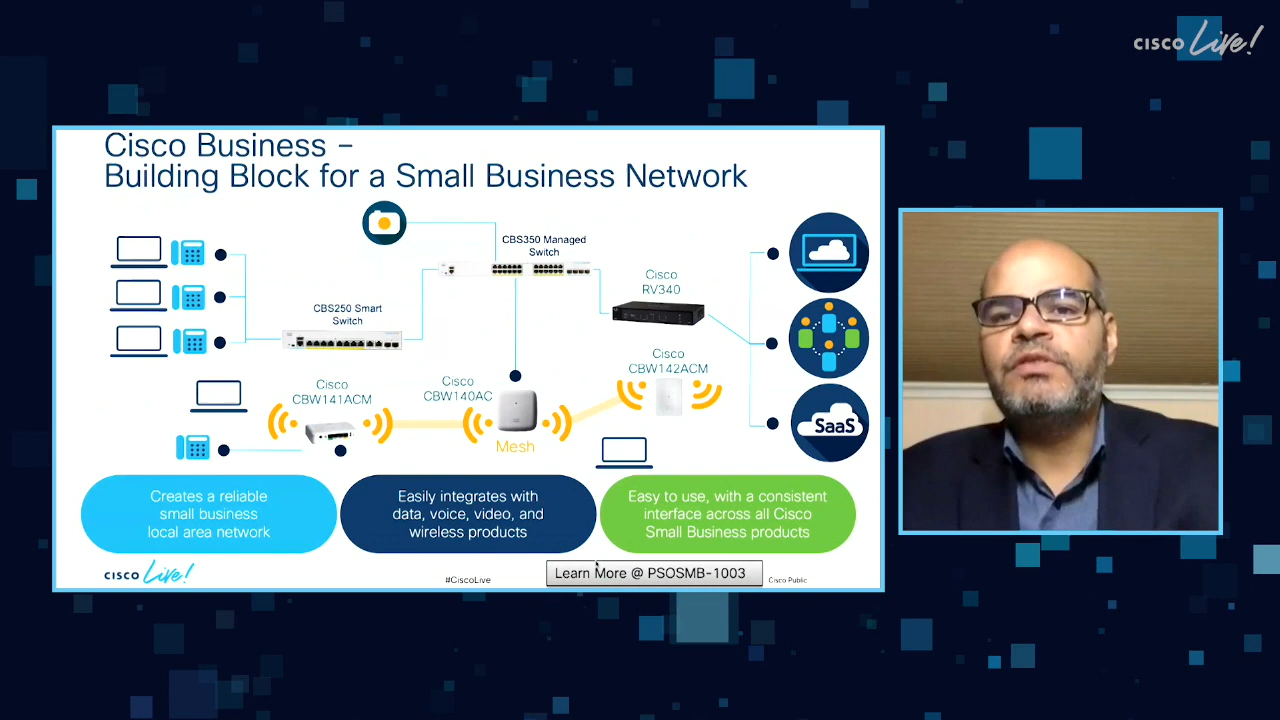 CISCO Live!
Cisco Business –
Building Block for a Small Business Network
CBS350 Managed
Switch
Cisco
RV340
CBS250 Smart
Switch
Cisco
CBW142ACM
Cisco
CBW141ACM
Cisco
CBW140AC
Mesh
SaaS
Creates a reliable
small business
local area network
Easily integrates with
data, voice, video, and
wireless products
Easy to use, with a consistent
interface across all Cisco
Small Business products
CISCO Live!
#CiscoLive
Learn More @ PSOSMB-1003
Cisco Public